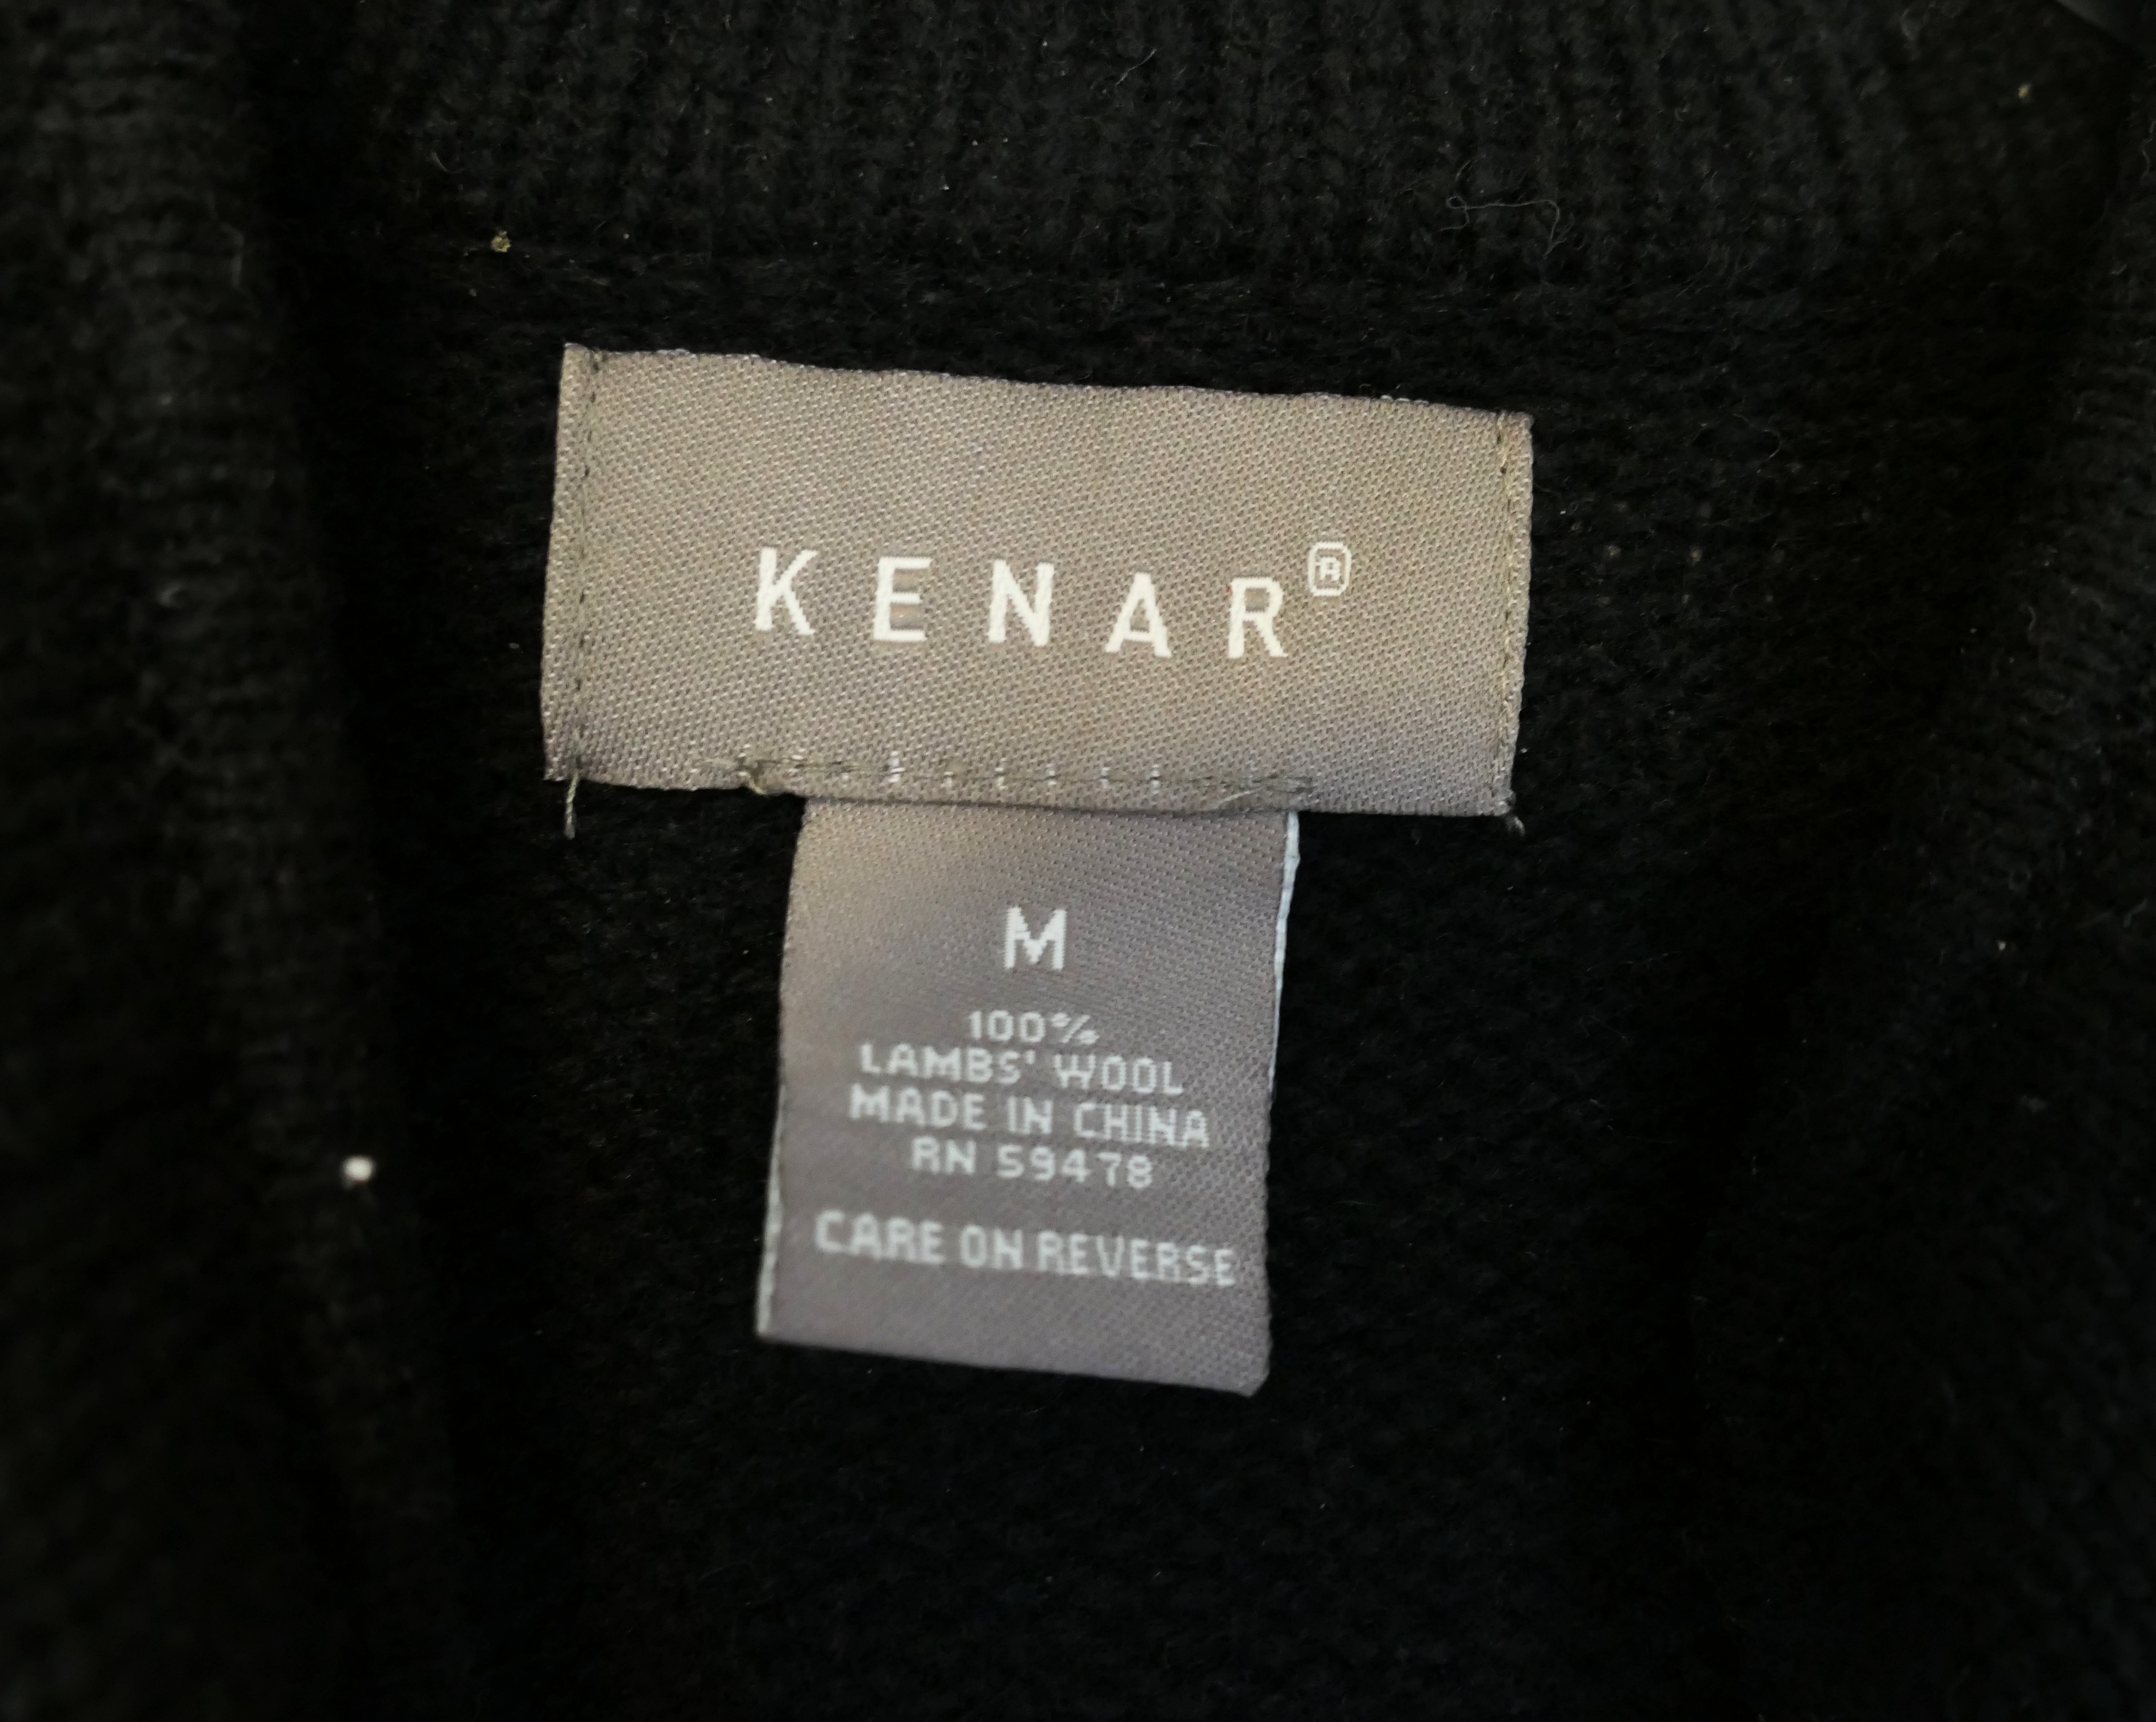 KENAR®
M
100%
LAMBS' WOOL
MADE IN CHINA
RN 59478
CARE ON REVERSE